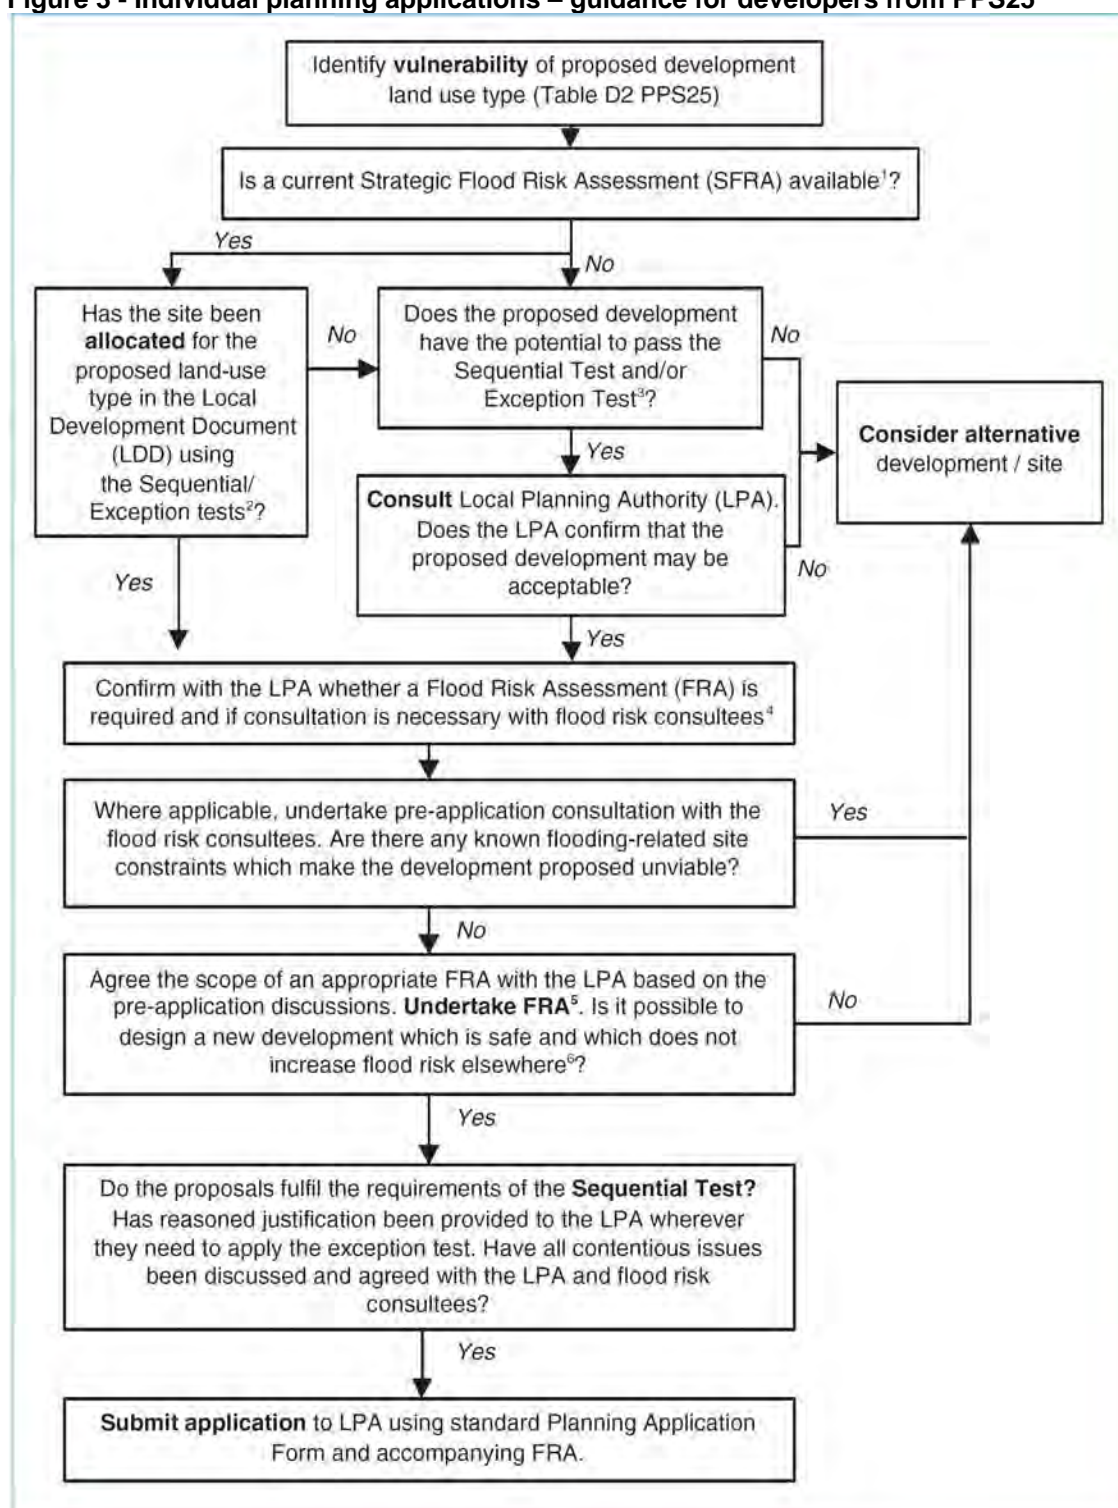 Figure 3 - Individual planning applications – guidance for developers from PPS25
Identify vulnerability of proposed development
land use type (Table D2 PPS25)
Is a current Strategic Flood Risk Assessment (SFRA) available¹?
Yes
No
Has the site been
allocated for the
proposed land-use
type in the Local
Development Document
(LDD) using
the Sequential/
Exception tests²?
No
Does the proposed development
have the potential to pass the
Sequential Test and/or
Exception Test³?
No
Consider alternative
development / site
Yes
Consult Local Planning Authority (LPA).
Does the LPA confirm that the
proposed development may be
acceptable?
No
Yes
Yes
Confirm with the LPA whether a Flood Risk Assessment (FRA) is
required and if consultation is necessary with flood risk consultees⁴
Where applicable, undertake pre-application consultation with the
flood risk consultees. Are there any known flooding-related site
constraints which make the development proposed unviable?
Yes
No
Agree the scope of an appropriate FRA with the LPA based on the
pre-application discussions. Undertake FRA⁵. Is it possible to
design a new development which is safe and which does not
increase flood risk elsewhere⁶?
No
Yes
Do the proposals fulfil the requirements of the Sequential Test?
Has reasoned justification been provided to the LPA wherever
they need to apply the exception test. Have all contentious issues
been discussed and agreed with the LPA and flood risk
consultees?
Yes
Submit application to LPA using standard Planning Application
Form and accompanying FRA.